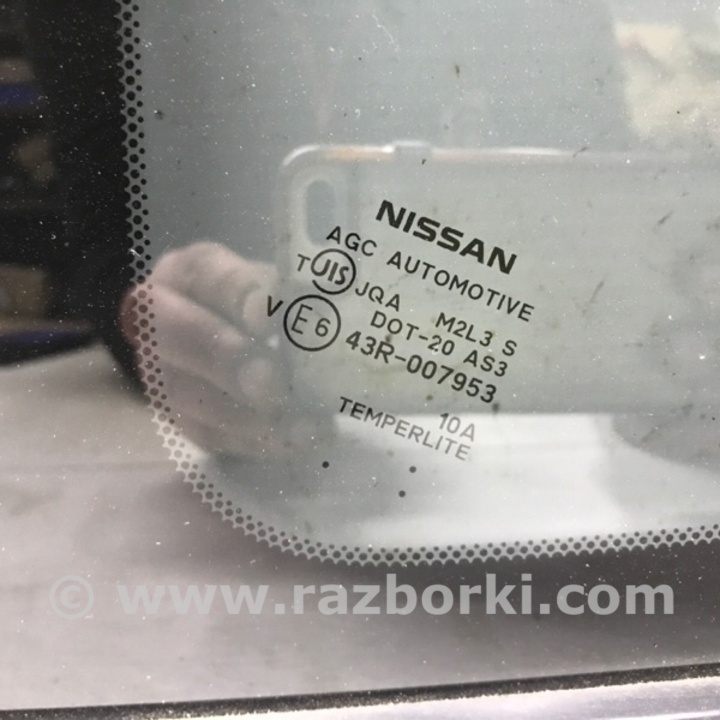 NISSAN
AGC AUTOMOTIVE
T JIS JQA M2L3 S
DOT-20 AS3
V E6 43R-007953
10A
TEMPERLITE
© www.razborki.com